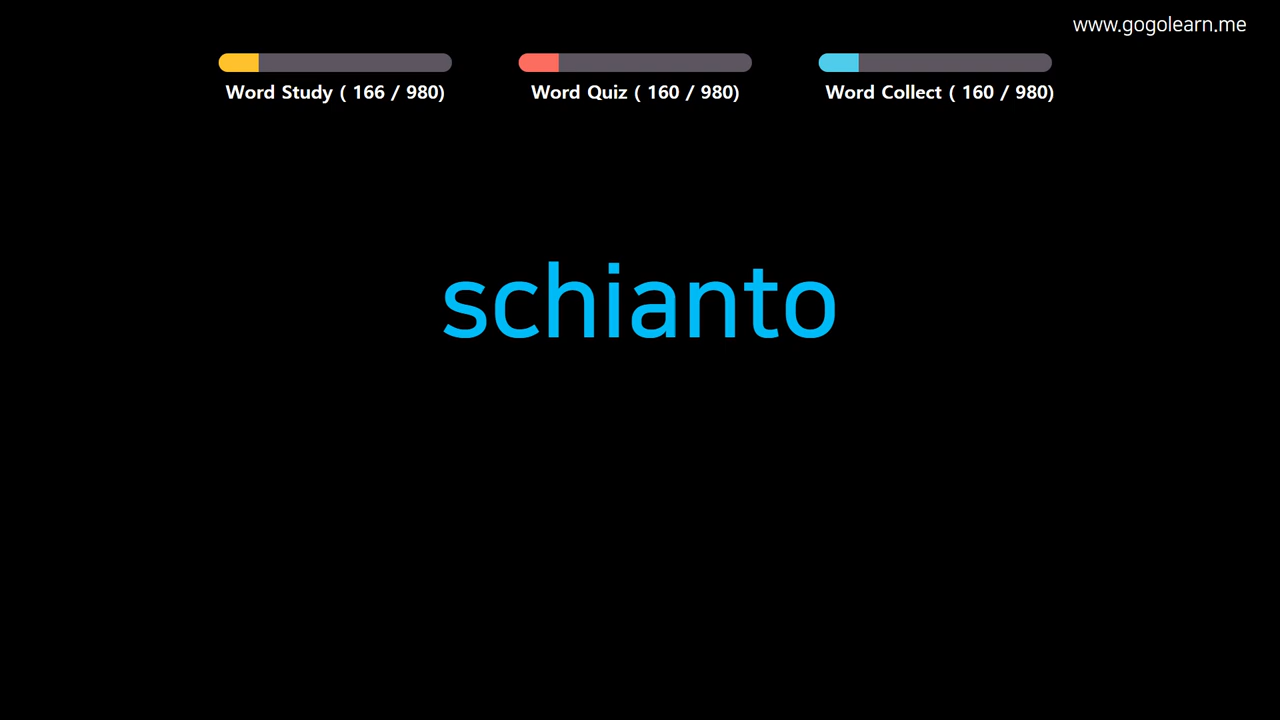 www.gogolearn.me
Word Study ( 166 / 980)
Word Quiz ( 160 / 980)
Word Collect ( 160 / 980)
schianto